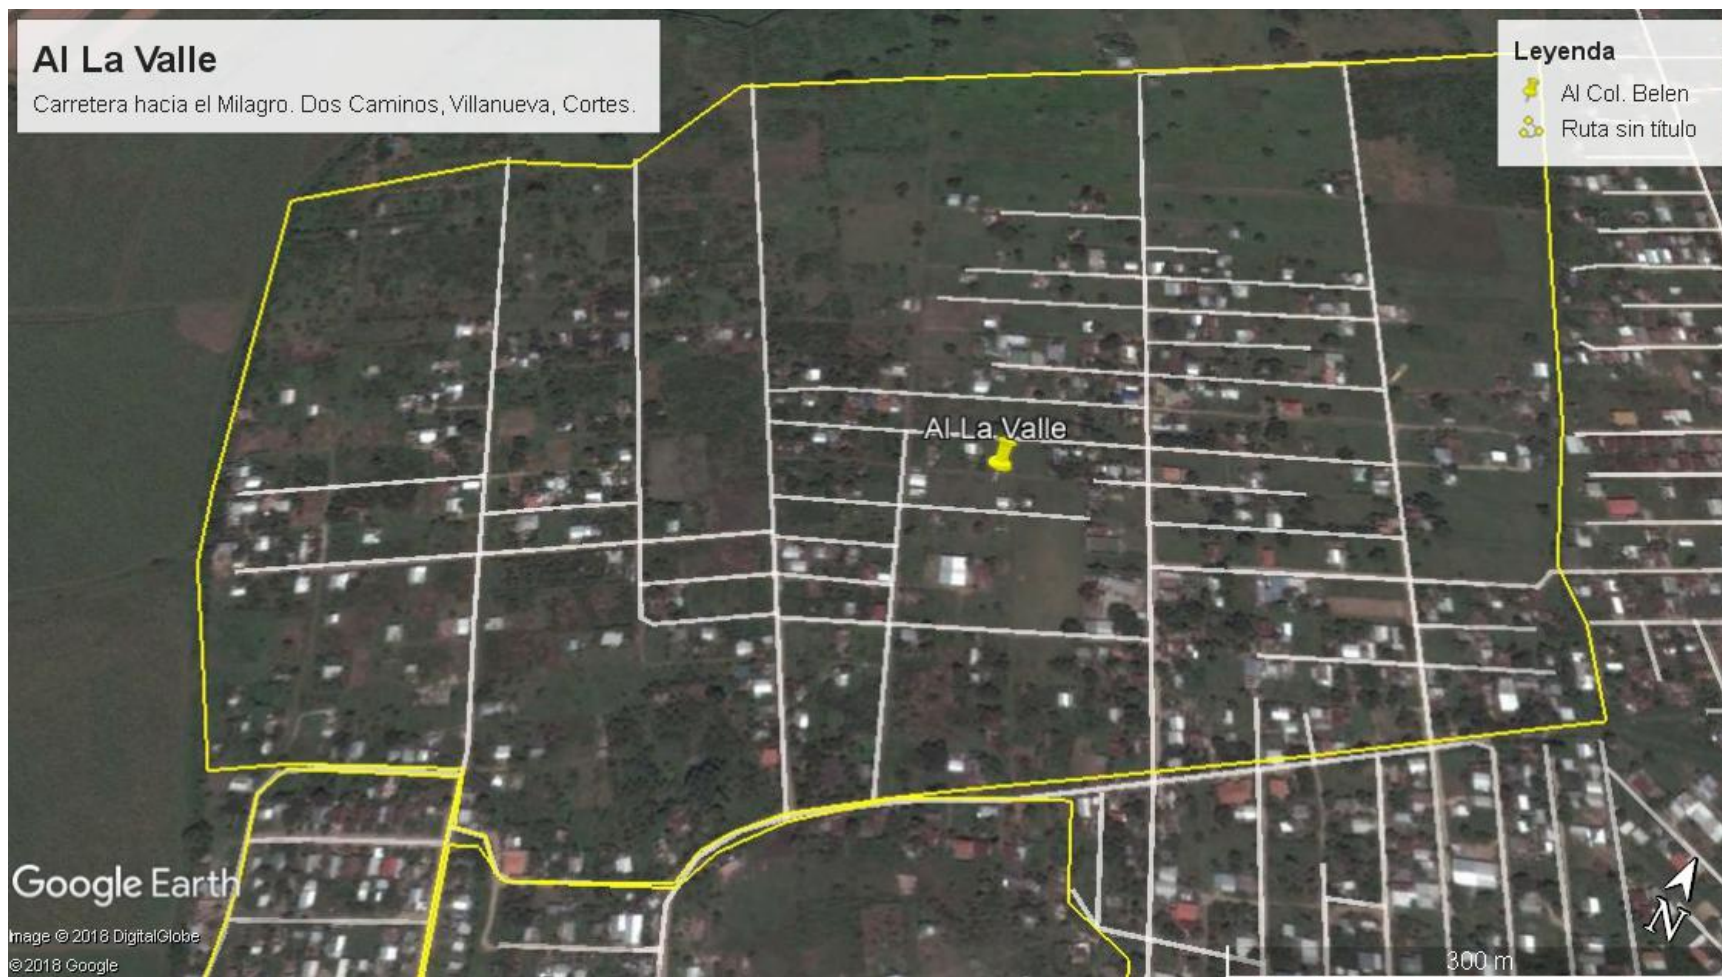 Al La Valle
Carretera hacia el Milagro. Dos Caminos, Villanueva, Cortes.
Leyenda
Al Col. Belen
Ruta sin título
Al La Valle
Google Earth
Image © 2018 DigitalGlobe
© 2018 Google
N
300 m